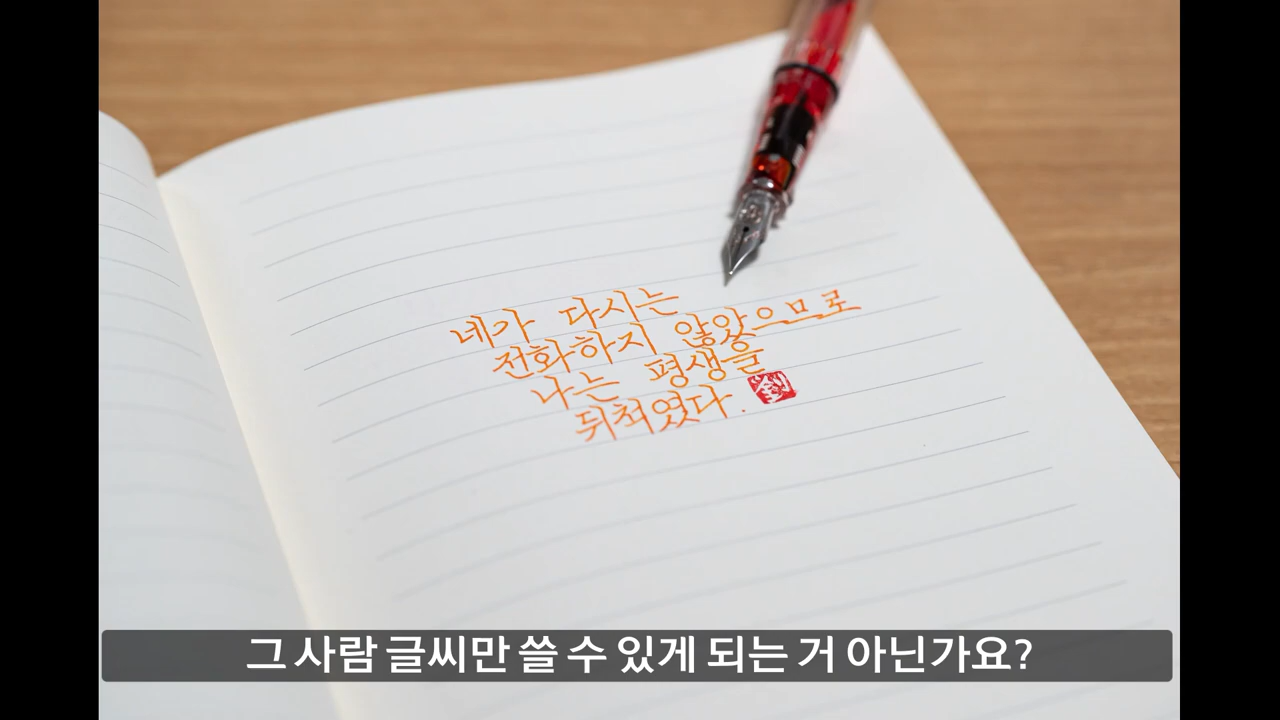 네가 다시는
전화하지 않았으므로
나는 평생을
뒤척였다.
그 사람 글씨만 쓸 수 있게 되는 거 아닌가요?